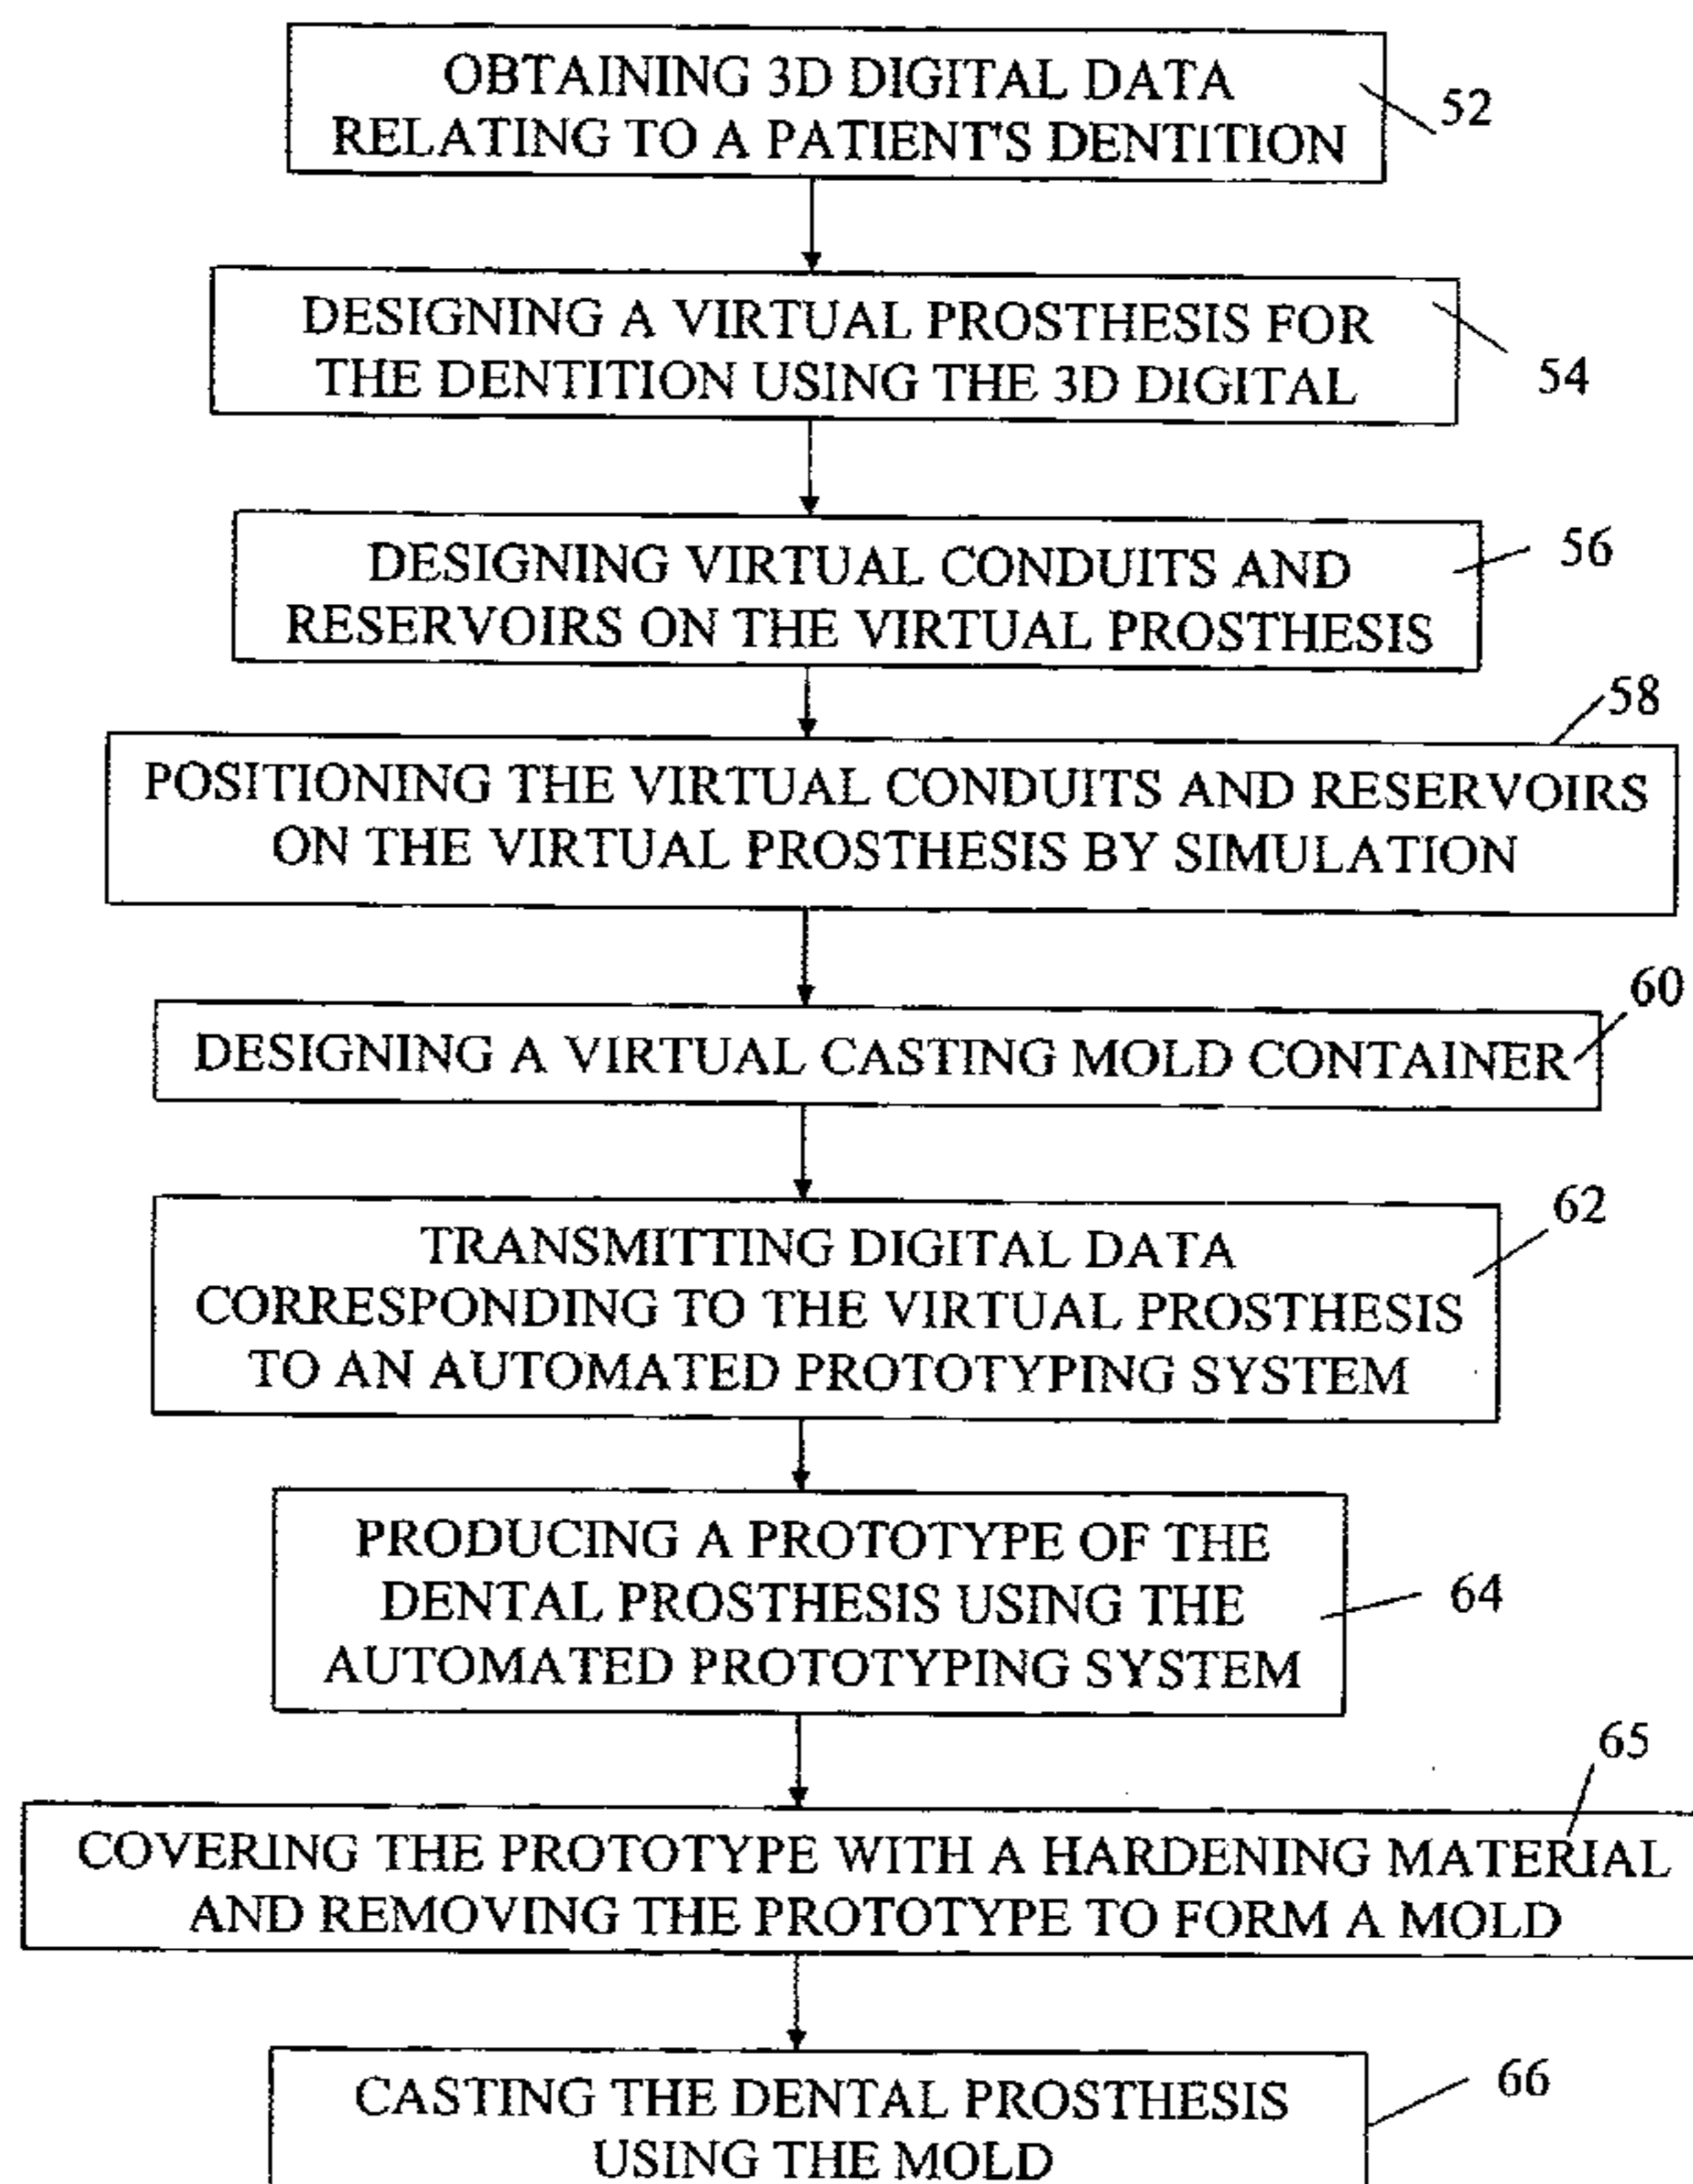 OBTAINING 3D DIGITAL DATA
RELATING TO A PATIENT'S DENTITION
52
DESIGNING A VIRTUAL PROSTHESIS FOR
THE DENTITION USING THE 3D DIGITAL
54
DESIGNING VIRTUAL CONDUITS AND
RESERVOIRS ON THE VIRTUAL PROSTHESIS
56
58
POSITIONING THE VIRTUAL CONDUITS AND RESERVOIRS
ON THE VIRTUAL PROSTHESIS BY SIMULATION
60
DESIGNING A VIRTUAL CASTING MOLD CONTAINER
62
TRANSMITTING DIGITAL DATA
CORRESPONDING TO THE VIRTUAL PROSTHESIS
TO AN AUTOMATED PROTOTYPING SYSTEM
PRODUCING A PROTOTYPE OF THE
DENTAL PROSTHESIS USING THE
AUTOMATED PROTOTYPING SYSTEM
64
65
COVERING THE PROTOTYPE WITH A HARDENING MATERIAL
AND REMOVING THE PROTOTYPE TO FORM A MOLD
CASTING THE DENTAL PROSTHESIS
USING THE MOLD
66